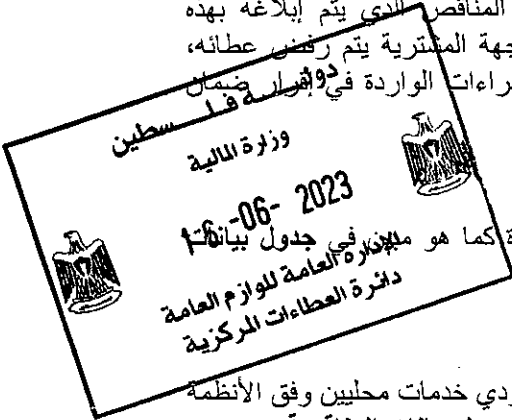 المناقص الذي يتم إبلاغه بهذه
جهة المشترية يتم رفض عطائه،
راءات الواردة في إقرار ضمان
دولة فلسطين
وزارة المالية
16-06-2023
ة كما هو مبين في جدول بيانات
الإدارة العامة للوازم العامة
دائرة العطاءات المركزية
ردي خدمات محليين وفق الأنظمة